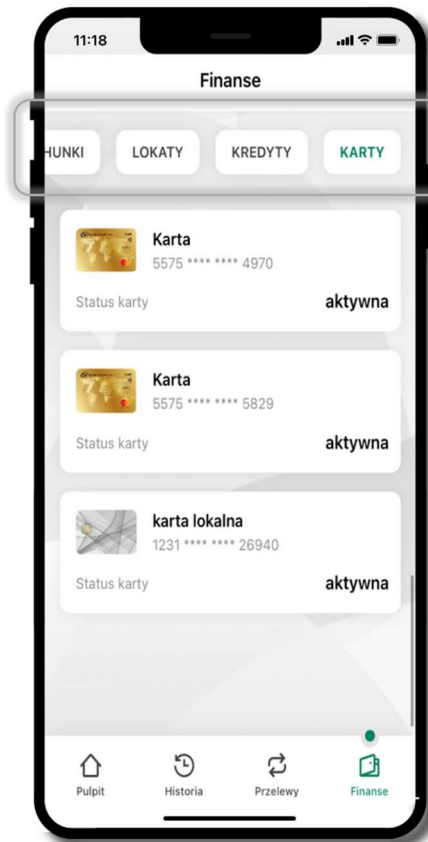 11:18
Finanse
HUNKI LOKATY KREDYTY KARTY
Karta
5575 **** **** 4970
Status karty aktywna
Karta
5575 **** **** 5829
Status karty aktywna
karta lokalna
1231 **** **** 26940
Status karty aktywna
Pulpit Historia Przelewy Finanse